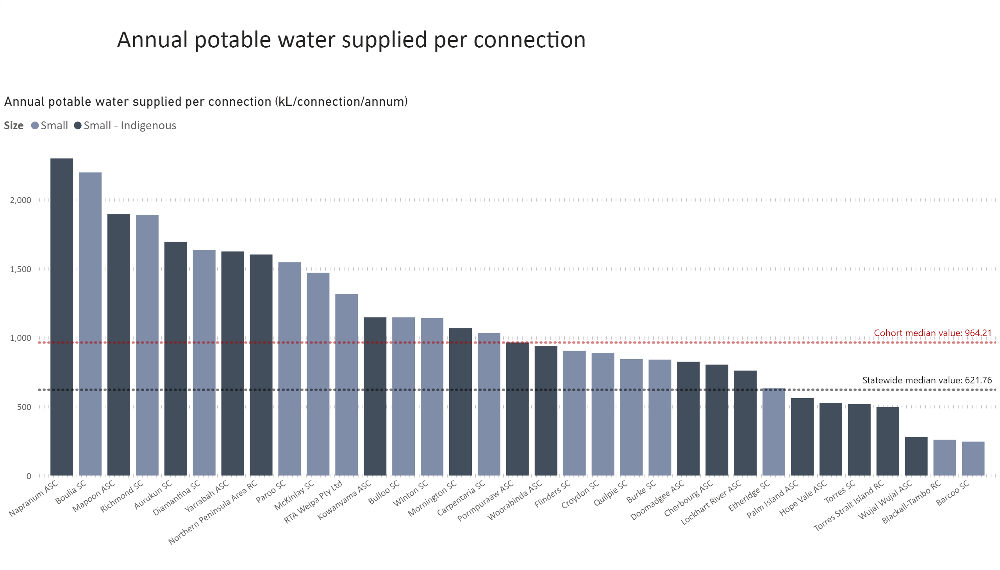 Annual potable water supplied per connection
Annual potable water supplied per connection (kL/connection/annum)
Size Small Small - Indigenous
2,000
1,500
1,000
500
0
Cohort median value: 964.21
Statewide median value: 621.76
Napranum ASC
Boulia SC
Mapoon ASC
Richmond SC
Aurukun SC
Diamantina SC
Yarrabah ASC
Northern Peninsula Area RC
Paroo SC
McKinlay SC
RTA Weipa Pty Ltd
Kowanyama ASC
Bulloo SC
Winton SC
Mornington SC
Carpentaria SC
Pormpuraaw ASC
Woorabinda ASC
Flinders SC
Croydon SC
Quilpie SC
Burke SC
Doomadgee ASC
Cherbourg ASC
Lockhart River ASC
Etheridge SC
Palm Island ASC
Hope Vale ASC
Torres SC
Torres Strait Island RC
Wujal Wujal ASC
Blackall-Tambo RC
Barcoo SC